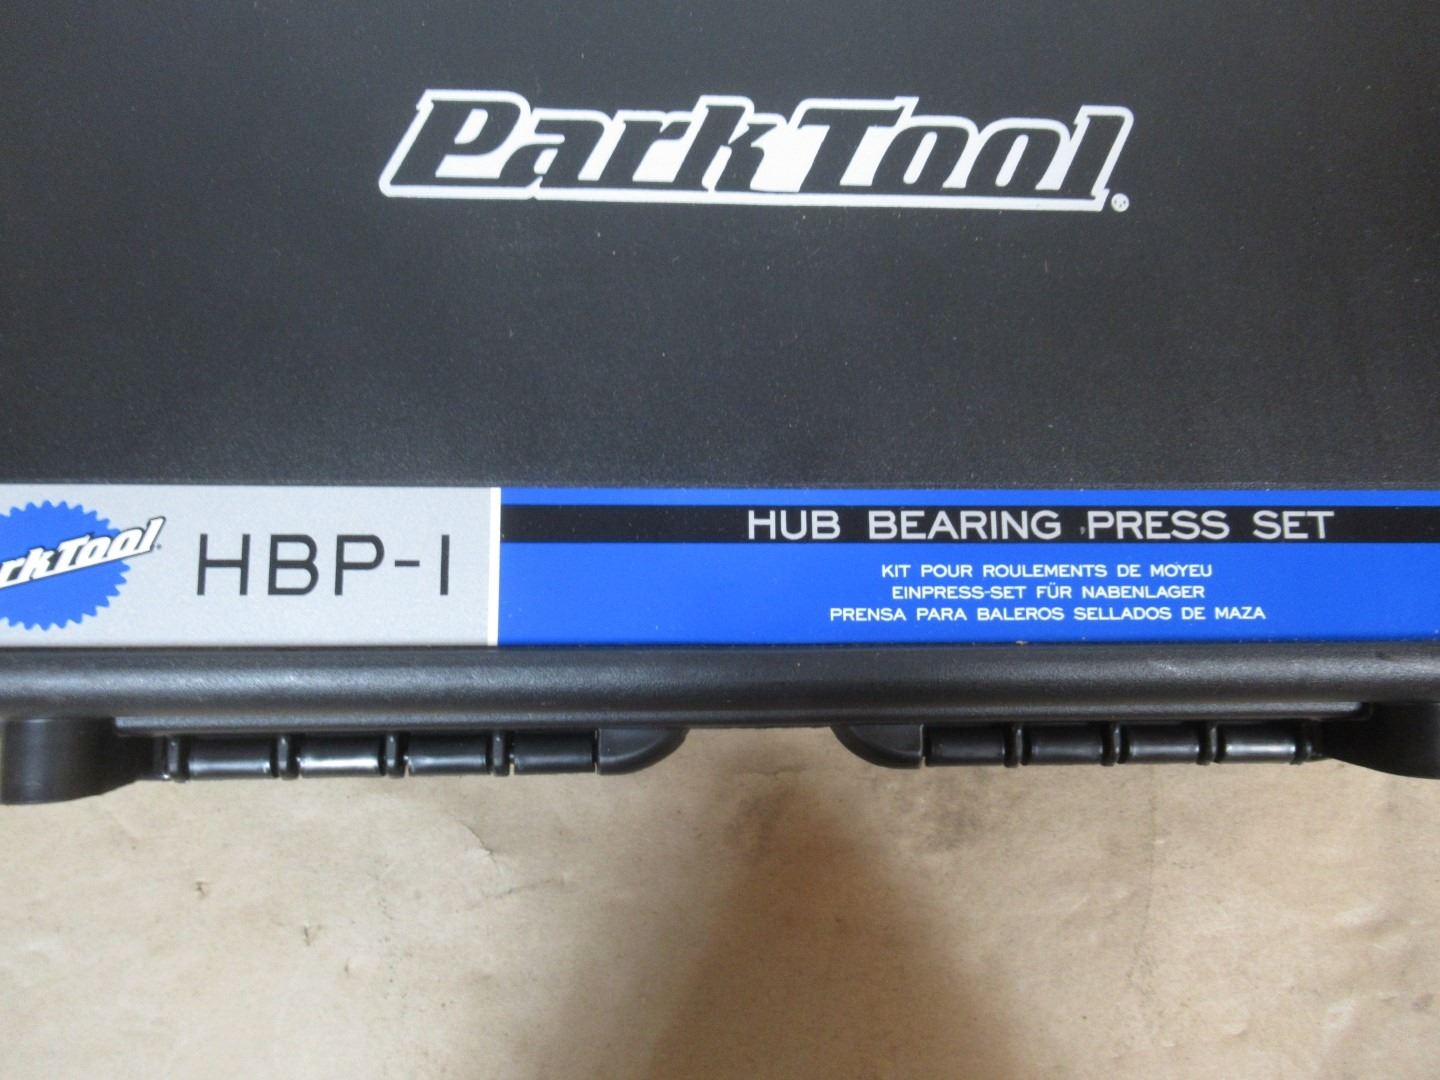 ParkTool
rkTool HBP-1
HUB BEARING PRESS SET
KIT POUR ROULEMENTS DE MOYEU
EINPRESS-SET FÜR NABENLAGER
PRENSA PARA BALEROS SELLADOS DE MAZA